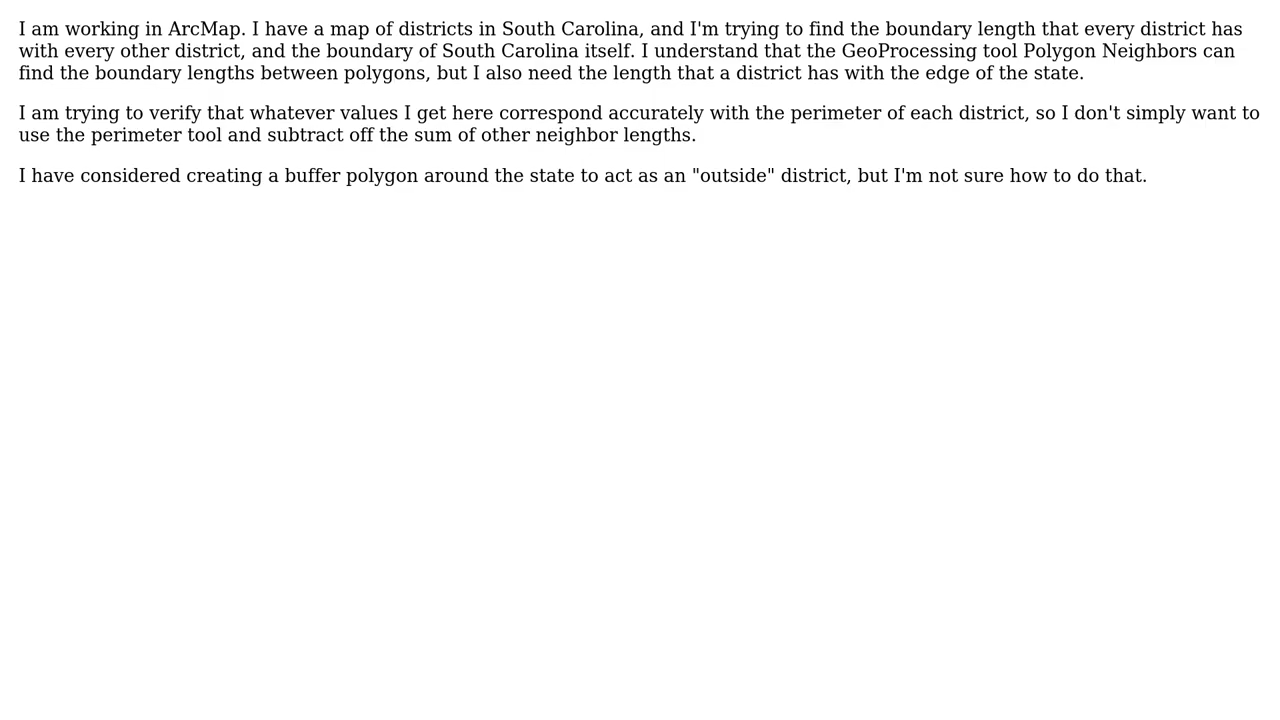 I am working in ArcMap. I have a map of districts in South Carolina, and I'm trying to find the boundary length that every district has
with every other district, and the boundary of South Carolina itself. I understand that the GeoProcessing tool Polygon Neighbors can
find the boundary lengths between polygons, but I also need the length that a district has with the edge of the state.
I am trying to verify that whatever values I get here correspond accurately with the perimeter of each district, so I don't simply want to
use the perimeter tool and subtract off the sum of other neighbor lengths.
I have considered creating a buffer polygon around the state to act as an "outside" district, but I'm not sure how to do that.